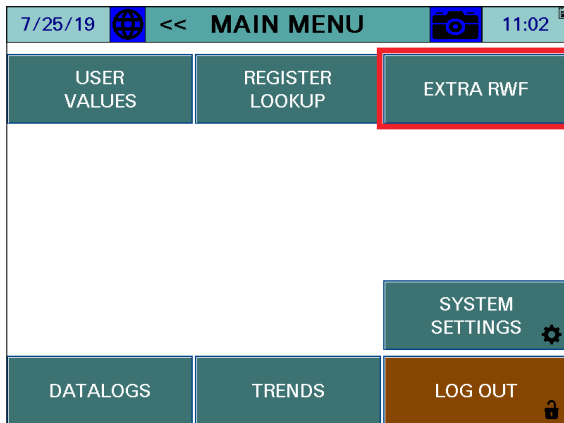 7/25/19 << MAIN MENU 11:02
USER
VALUES
REGISTER
LOOKUP
EXTRA RWF
SYSTEM
SETTINGS
DATALOGS
TRENDS
LOG OUT